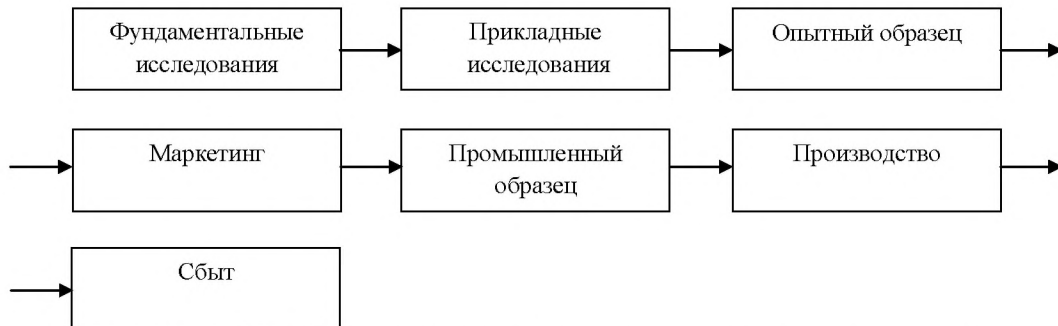 Фундаментальные
исследования
Прикладные
исследования
Опытный образец
Маркетинг
Промышленный
образец
Производство
Сбыт